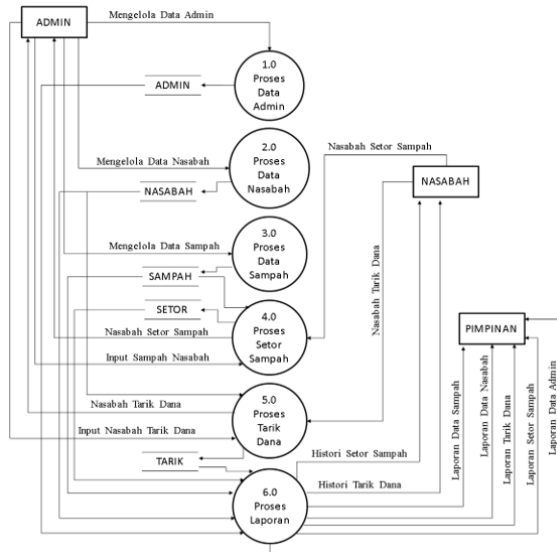 Mengelola Data Admin
ADMIN
1.0
Proses
Data
Admin
ADMIN
2.0
Proses
Data
Nasabah
Mengelola Data Nasabah
NASABAH
Nasabah Setor Sampah
NASABAH
3.0
Proses
Data
Sampah
Mengelola Data Sampah
SAMPAH
SETOR
4.0
Proses
Setor
Sampah
Nasabah Setor Sampah
Input Sampah Nasabah
Nasabah Tarik Dana
PIMPINAN
5.0
Proses
Tarik
Dana
Nasabah Tarik Dana
Input Nasabah Tarik Dana
TARIK
6.0
Proses
Laporan
Histori Setor Sampah
Histori Tarik Dana
Laporan Data Sampah
Laporan Data Nasabah
Laporan Tarik Dana
Laporan Setor Sampah
Laporan Data Admin